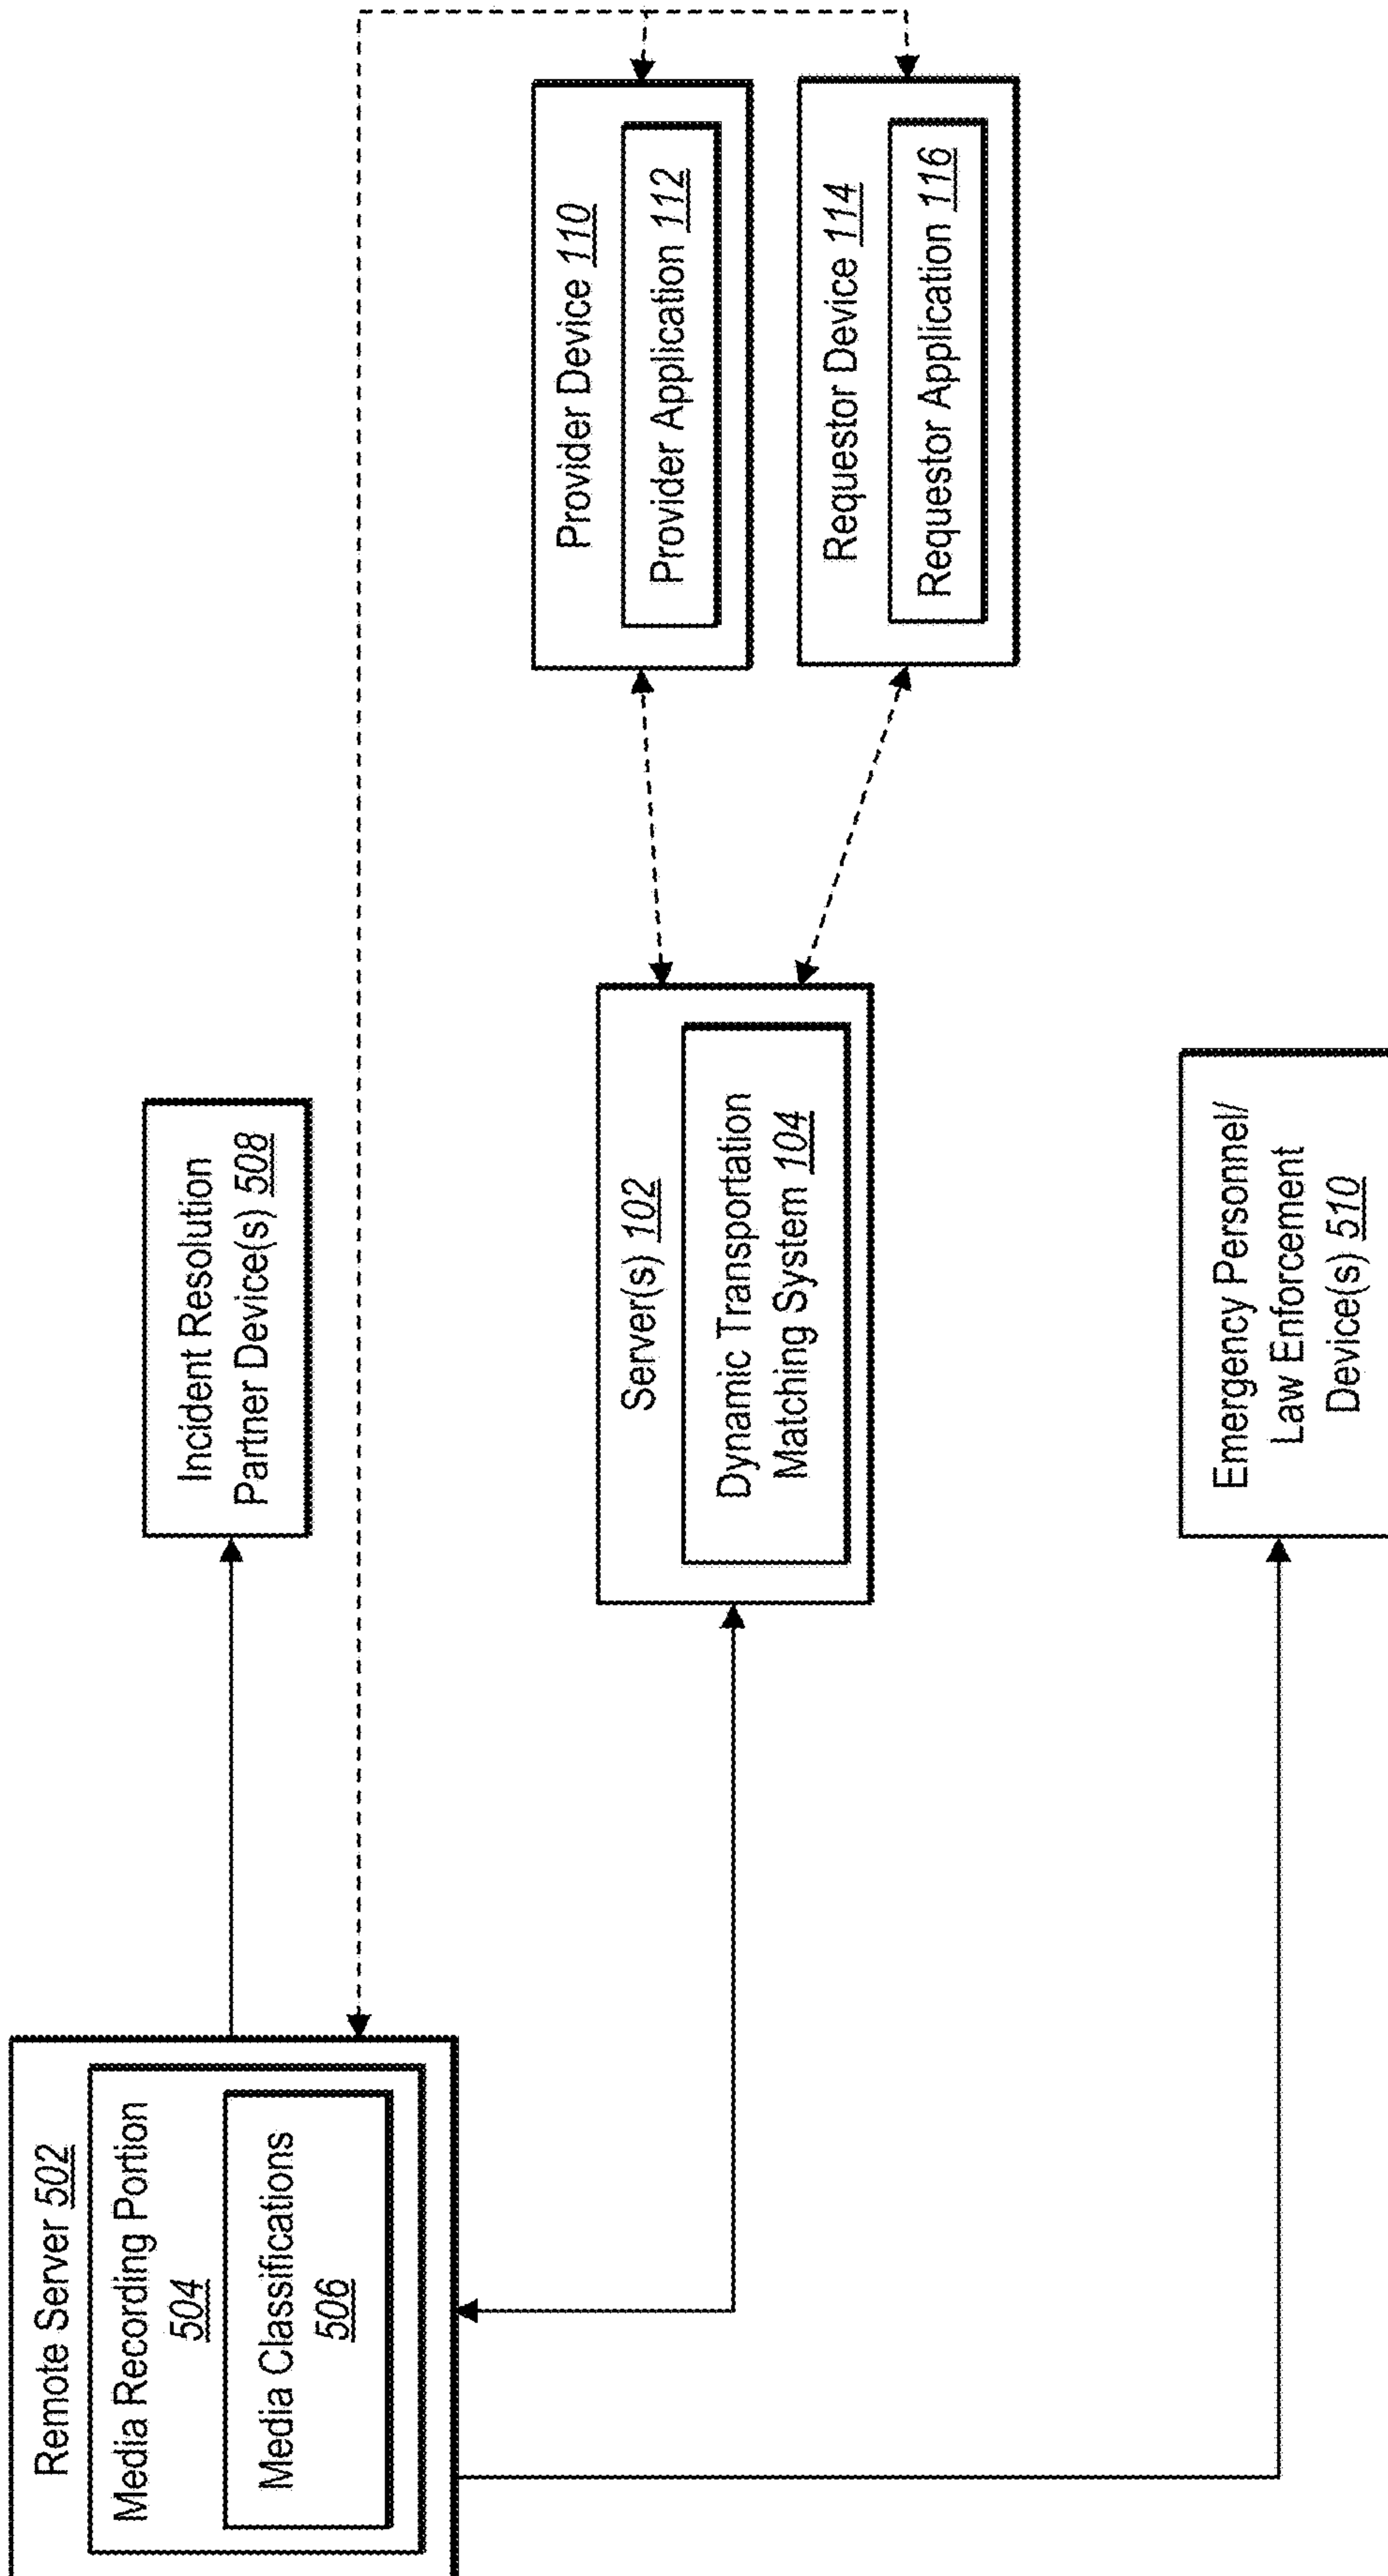 Remote Server 502
Media Recording Portion
504
Media Classifications
506
Incident Resolution
Partner Device(s) 508
Server(s) 102
Dynamic Transportation
Matching System 104
Emergency Personnel/
Law Enforcement
Device(s) 510
Provider Device 110
Provider Application 112
Requestor Device 114
Requestor Application 116